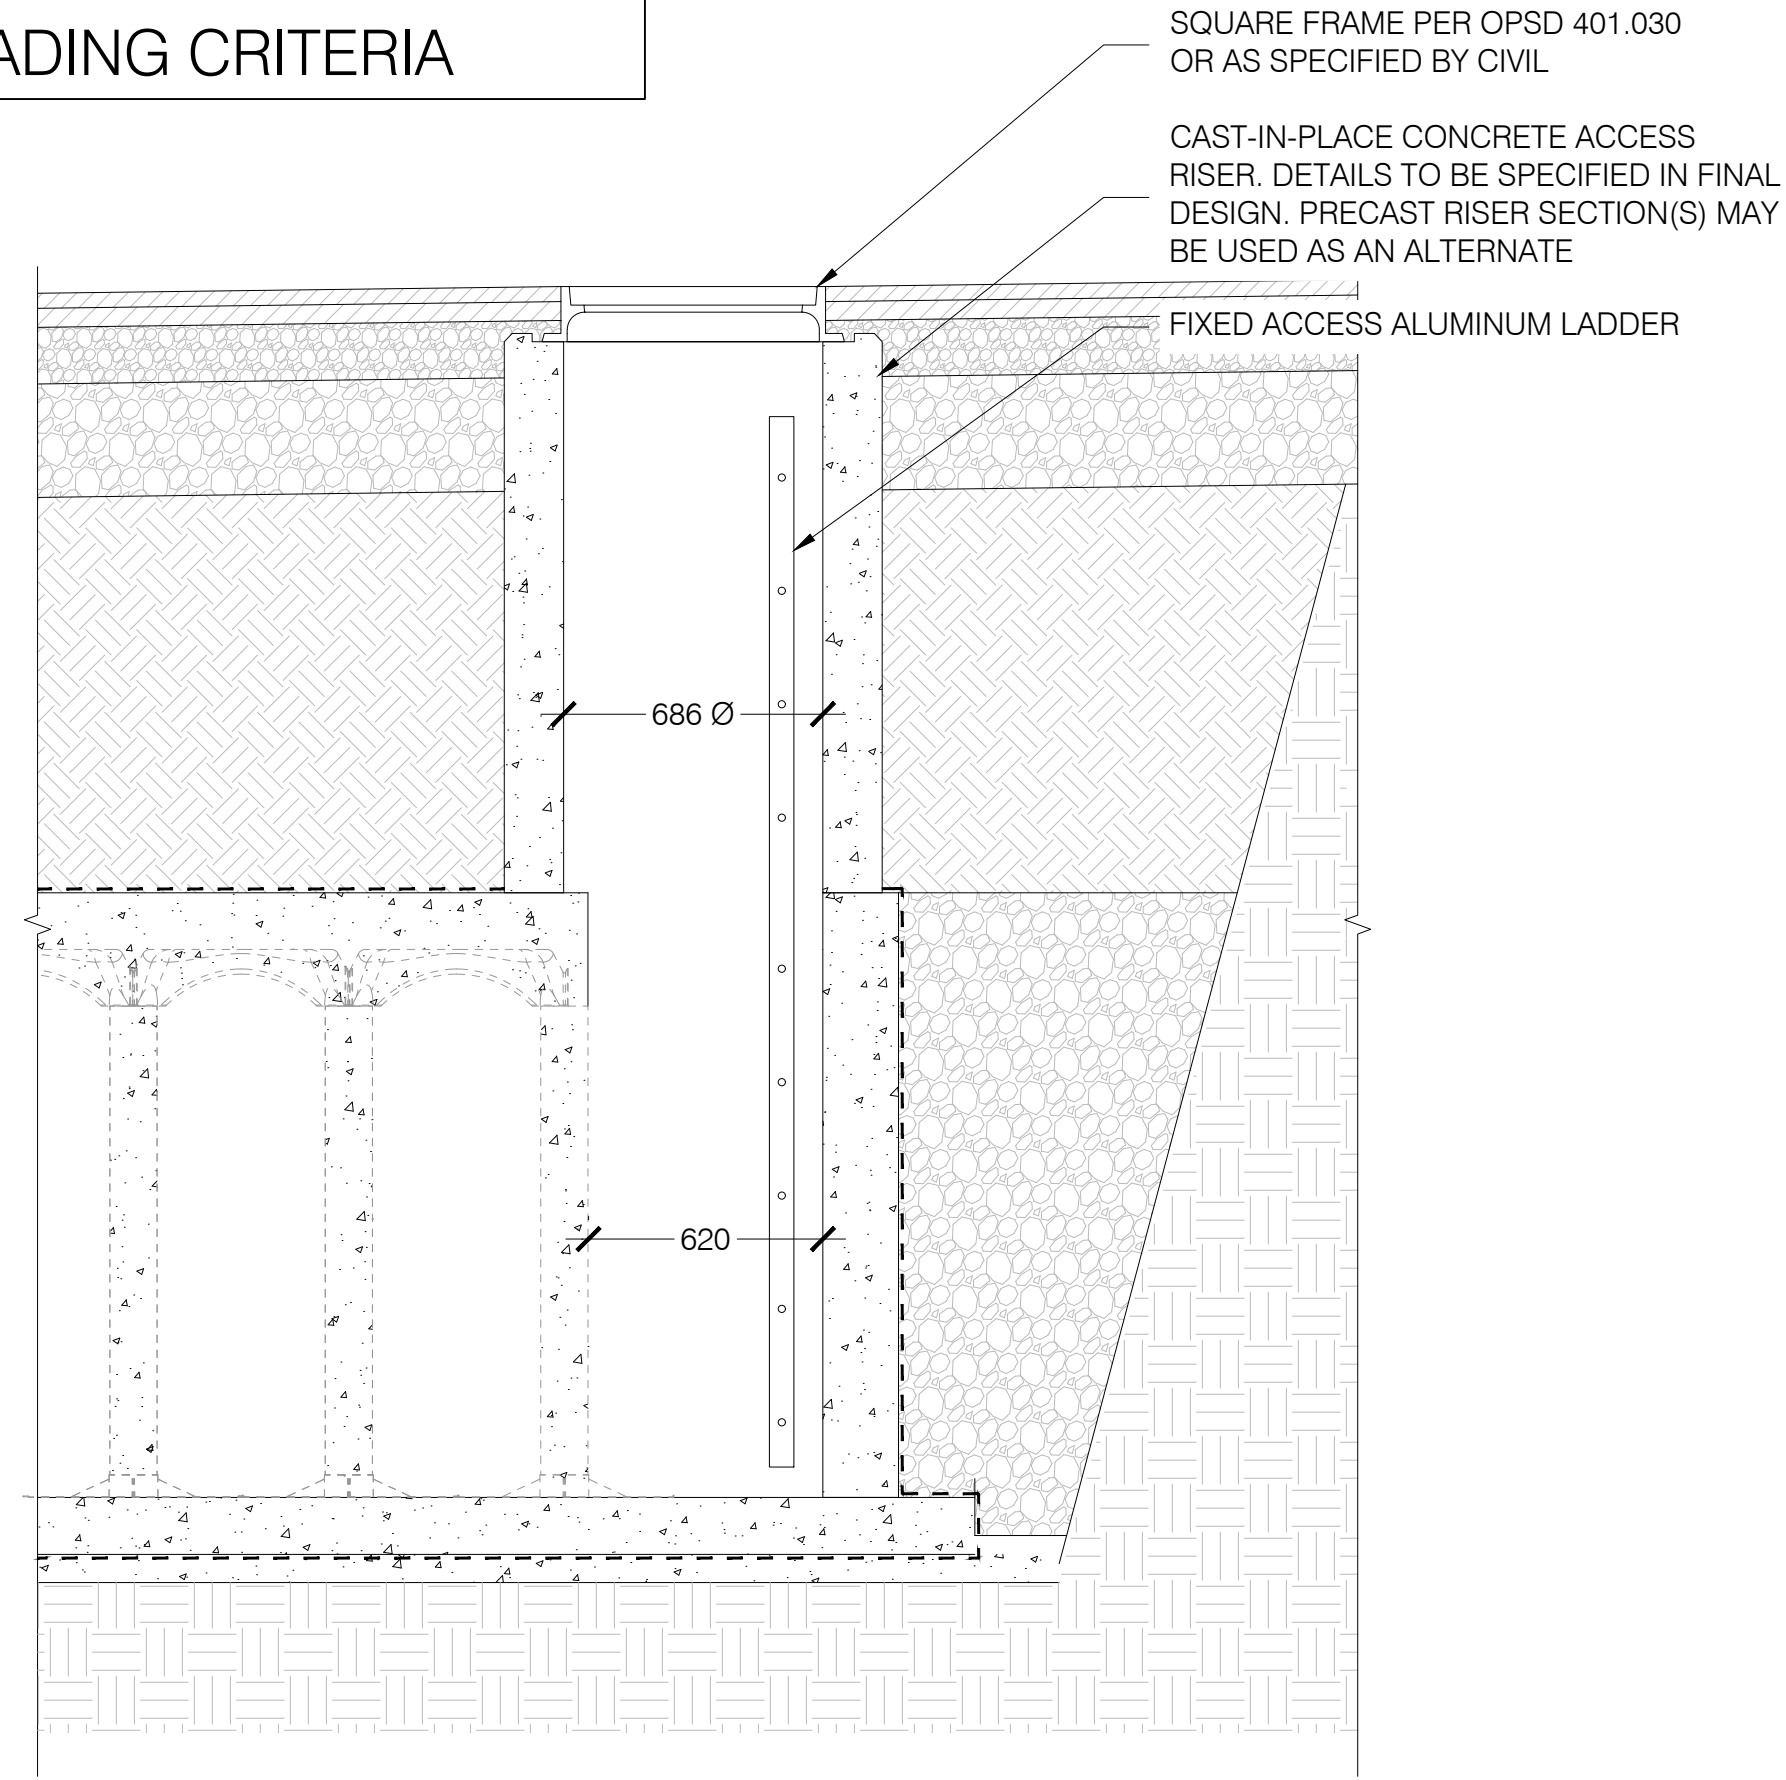 ADING CRITERIA
SQUARE FRAME PER OPSD 401.030
OR AS SPECIFIED BY CIVIL
CAST-IN-PLACE CONCRETE ACCESS
RISER. DETAILS TO BE SPECIFIED IN FINAL
DESIGN. PRECAST RISER SECTION(S) MAY
BE USED AS AN ALTERNATE
FIXED ACCESS ALUMINUM LADDER
686 Ø
620